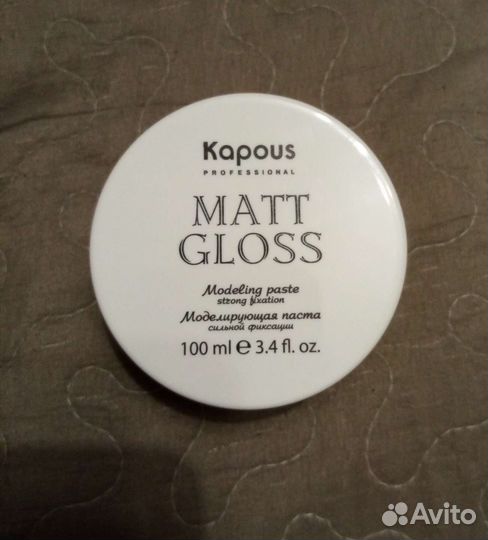 Kapous
PROFESSIONAL
MATT
GLOSS
Modeling paste
strong fixation
Моделирующая паста
сильной фиксации
100 ml ℮ 3.4 fl. oz.
Avito